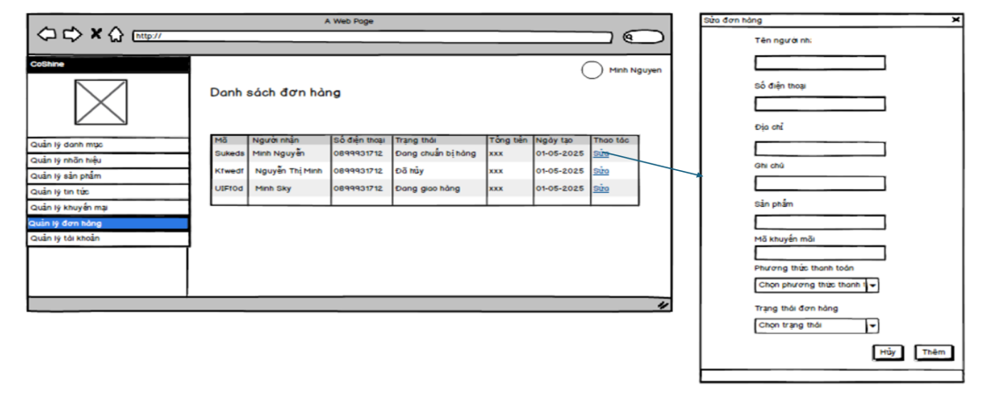 A Web Page
http://
CoShine
Minh Nguyen
Danh sách đơn hàng
Quản lý danh mục
Quản lý nhãn hiệu
Quản lý sản phẩm
Quản lý tin tức
Quản lý khuyến mại
Quản lý đơn hàng
Quản lý tài khoản
Mã Người nhận Số điện thoại Trạng thái Tổng tiền Ngày tạo Thao tác
Sukeda Minh Nguyễn 0899931712 Đang chuẩn bị hàng xxx 01-05-2025 Sửa
Kfwedf Nguyễn Thị Minh 0899931712 Đã hủy xxx 01-05-2025 Sửa
UIFf0d Minh Sky 0899931712 Đang giao hàng xxx 01-05-2025 Sửa
Sửa đơn hàng
Tên người nh
Số điện thoại
Địa chỉ
Ghi chú
Sản phẩm
Mã khuyến mãi
Phương thức thanh toán
Chọn phương thức thanh t
Trạng thái đơn hàng
Chọn trạng thái
Hủy Thêm